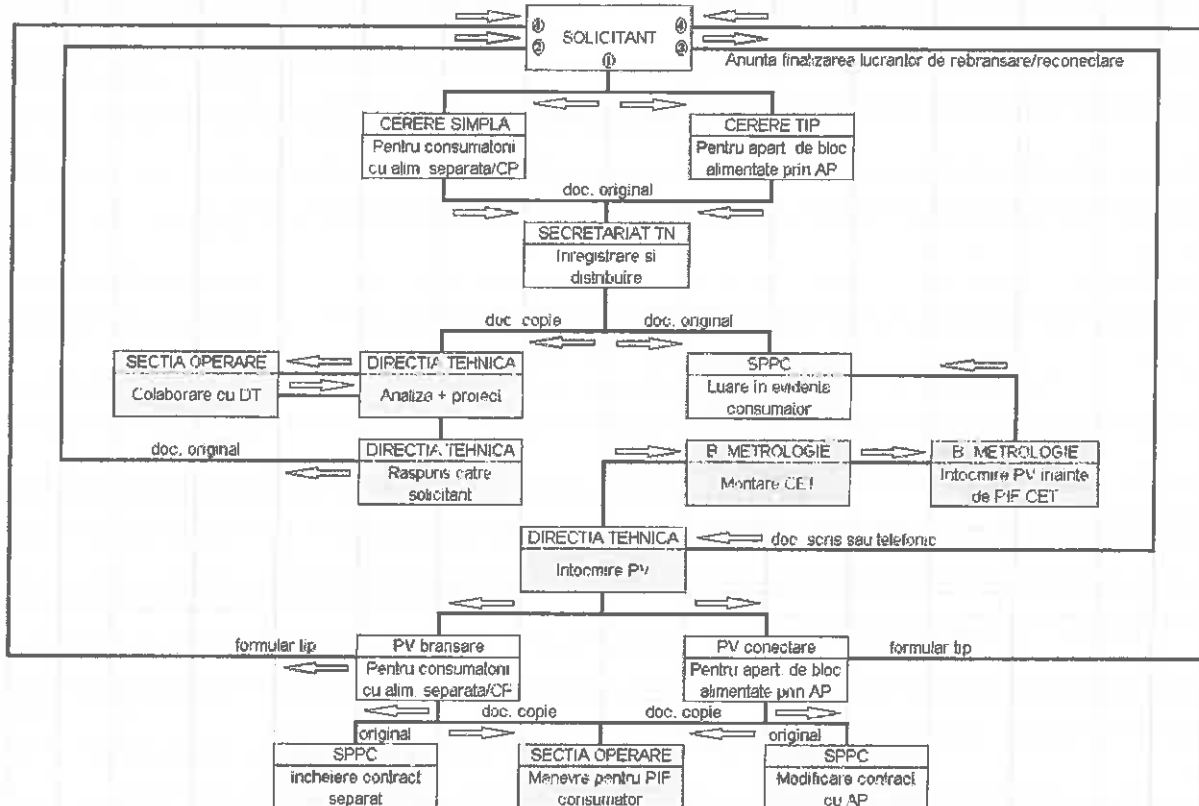 ① ④
SOLICITANT
② ③
①
Anunta finalizarea lucrarilor de rebransare/reconectare
CERERE SIMPLA
Pentru consumatorii
cu alim. separata/CP
CERERE TIP
Pentru apart. de bloc
alimentate prin AP
doc. original
SECRETARIAT TN
Inregistrare si
distribuire
doc. copie
doc. original
SECTIA OPERARE
Colaborare cu DT
DIRECTIA TEHNICA
Analiza + proiect
SPPC
Luare in evidenta
consumator
doc. original
DIRECTIA TEHNICA
Raspuns catre
solicitant
B. METROLOGIE
Montare CET
B. METROLOGIE
Intocmire PV inainte
de PIF CET
DIRECTIA TEHNICA
Intocmire PV
doc. scris sau telefonic
formular tip
PV bransare
Pentru consumatorii
cu alim. separata/CP
PV conectare
Pentru apart. de bloc
alimentate prin AP
formular tip
doc. copie
doc. copie
original
original
SPPC
incheiere contract
separat
SECTIA OPERARE
Manevre pentru PIF
consumator
SPPC
Modificare contract
cu AP